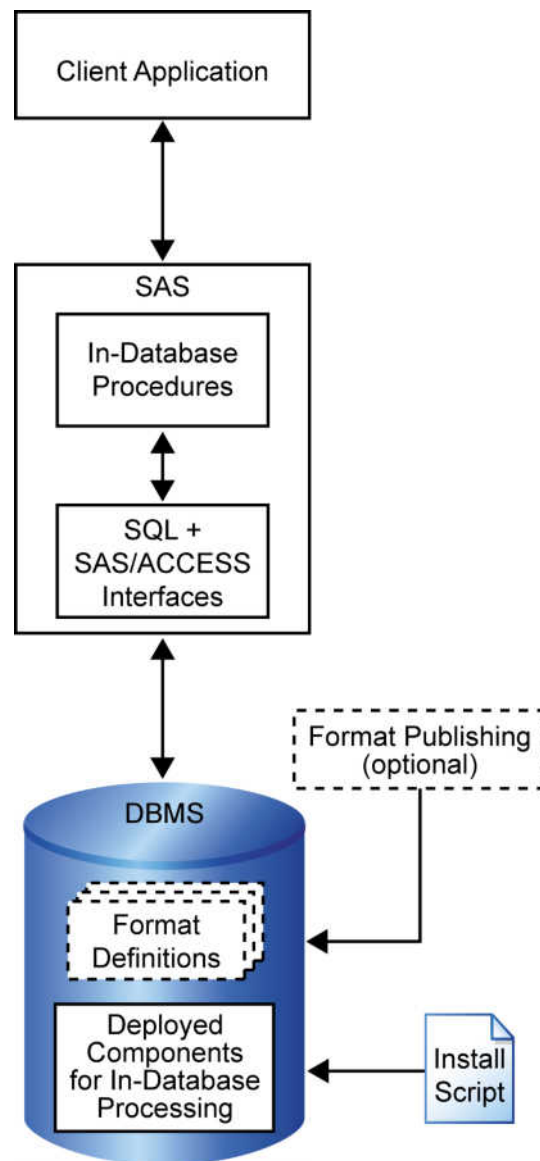 Client Application
SAS
In-Database
Procedures
SQL +
SAS/ACCESS
Interfaces
Format Publishing
(optional)
DBMS
Format
Definitions
Deployed
Components
for In-Database
Processing
Install
Script